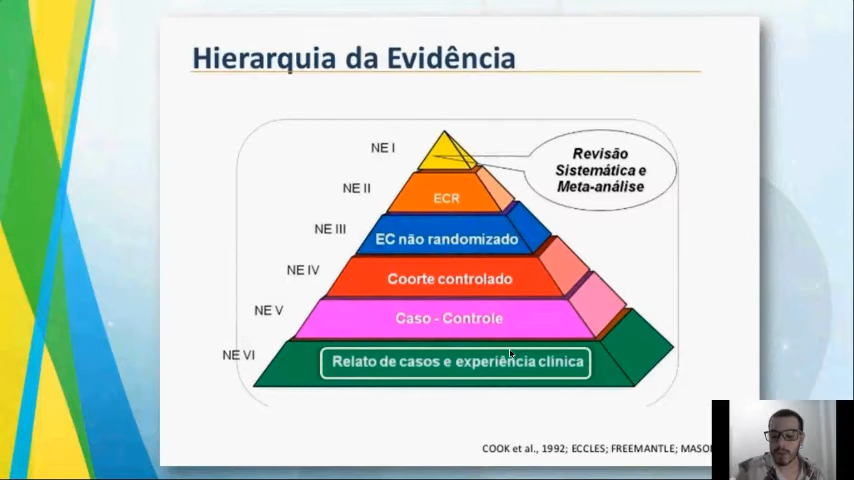 Hierarquia da Evidência
NE I
Revisão
Sistemática e
Meta-análise
NE II
ECR
NE III
EC não randomizado
NE IV
Coorte controlado
NE V
Caso - Controle
NE VI
Relato de casos e experiência clínica
COOK et al., 1992; ECCLES; FREEMANTLE; MASO